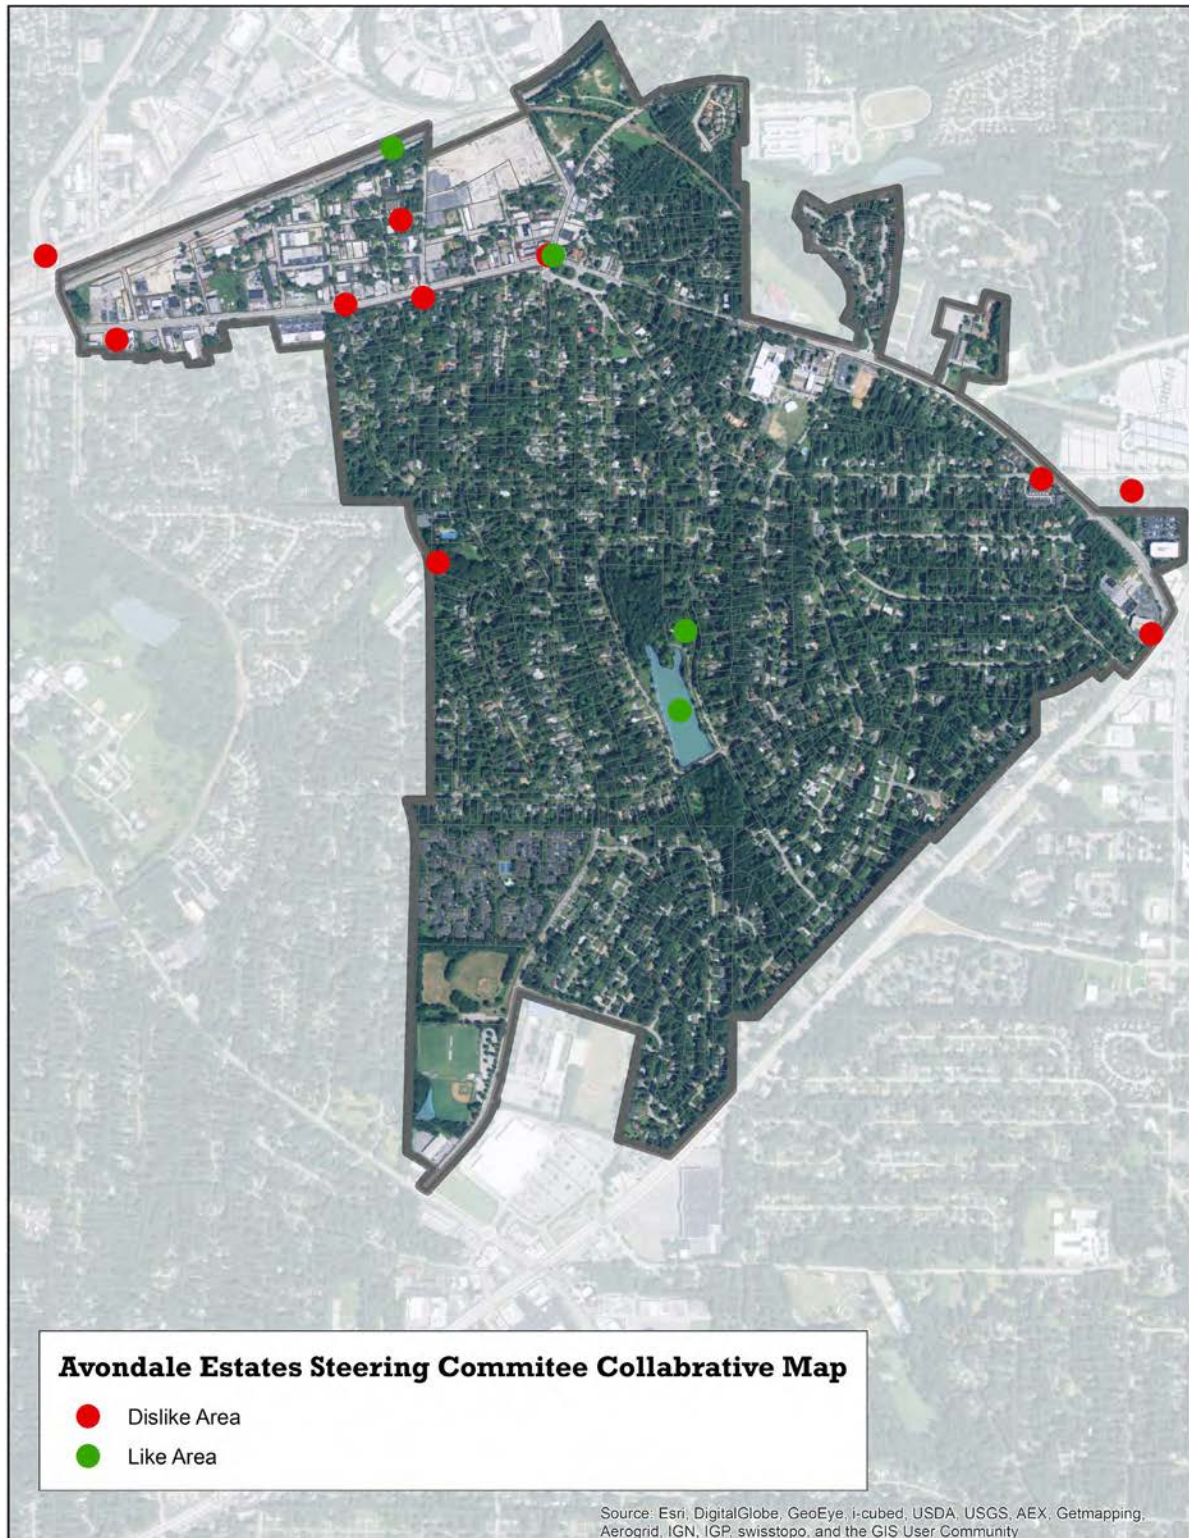 Avondale Estates Steering Commitee Collabrative Map
Dislike Area
Like Area
Source: Esri, DigitalGlobe, GeoEye, i-cubed, USDA, USGS, AEX, Getmapping,
Aerogrid, IGN, IGP, swisstopo, and the GIS User Community